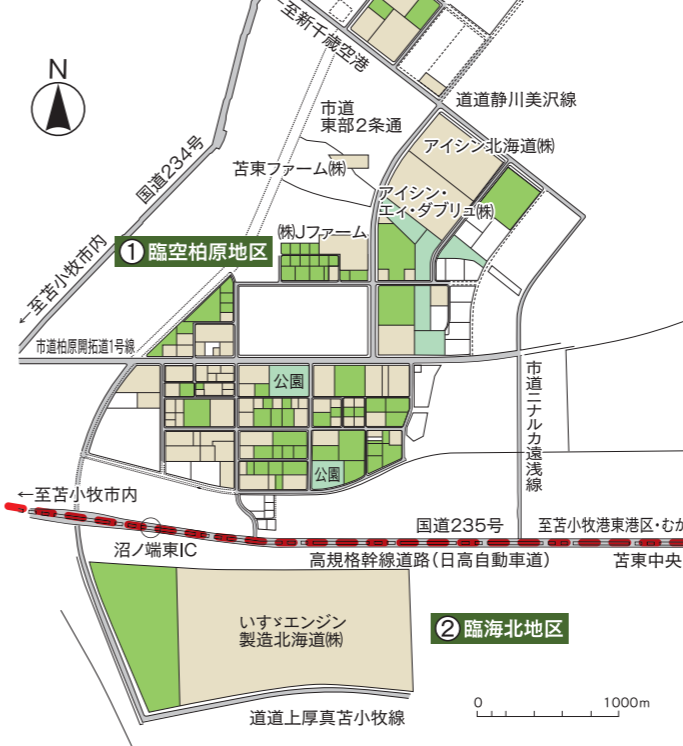 ←至新千歳空港
N
道道静川美沢線
市道
東部2条通
アイシン北海道㈱
国道234号
苫東ファーム㈱
アイシン・
エィ・ダブリュ㈱
㈱Jファーム
① 臨空柏原地区
←至苫小牧市内
市道柏原開拓道1号線
公園
市道ニナルカ遠浅線
公園
←至苫小牧市内
国道235号
至苫小牧港東港区・むか
沼ノ端東IC
高規格幹線道路(日高自動車道)
苫東中央
いすゞエンジン
製造北海道㈱
② 臨海北地区
0 1000m
道道上厚真苫小牧線